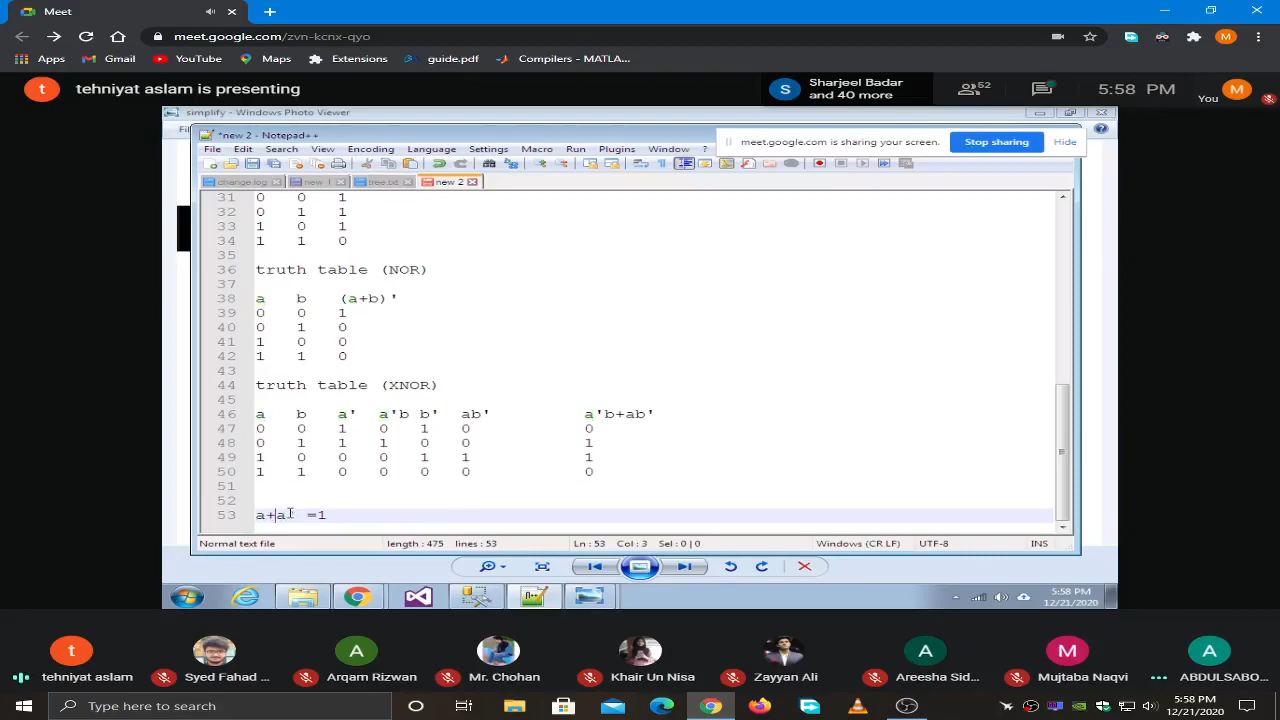 Meet
meet.google.com/zvn-kcnx-qyo
Apps Gmail YouTube Maps Extensions guide.pdf Compilers - MATLA...
t tehniyat aslam is presenting
S Sharjeel Badar and 40 more
52
5:58 PM
You M
simplify - Windows Photo Viewer
*new 2 - Notepad++
File Edit Search View Encoding Language Settings Macro Run Plugins Window ?
meet.google.com is sharing your screen. Stop sharing Hide
change.log new 1 tree.txt new 2
31 0 0 1
32 0 1 1
33 1 0 1
34 1 1 0
35
36 truth table (NOR)
37
38 a b (a+b)'
39 0 0 1
40 0 1 0
41 1 0 0
42 1 1 0
43
44 truth table (XNOR)
45
46 a b a' a'b b' ab' a'b+ab'
47 0 0 1 0 1 0 0
48 0 1 1 1 0 0 1
49 1 0 0 0 1 1 1
50 1 1 0 0 0 0 0
51
52
53 a+a =1
Normal text file length : 475 lines : 53 Ln : 53 Col : 3 Sel : 0 | 0 Windows (CR LF) UTF-8 INS
5:58 PM
12/21/2020
t A A M A
tehniyat aslam Syed Fahad ... Arqam Rizwan Mr. Chohan Khair Un Nisa Zayyan Ali Areesha Sid... Mujtaba Naqvi ABDULSABO...
Type here to search
5:58 PM
12/21/2020